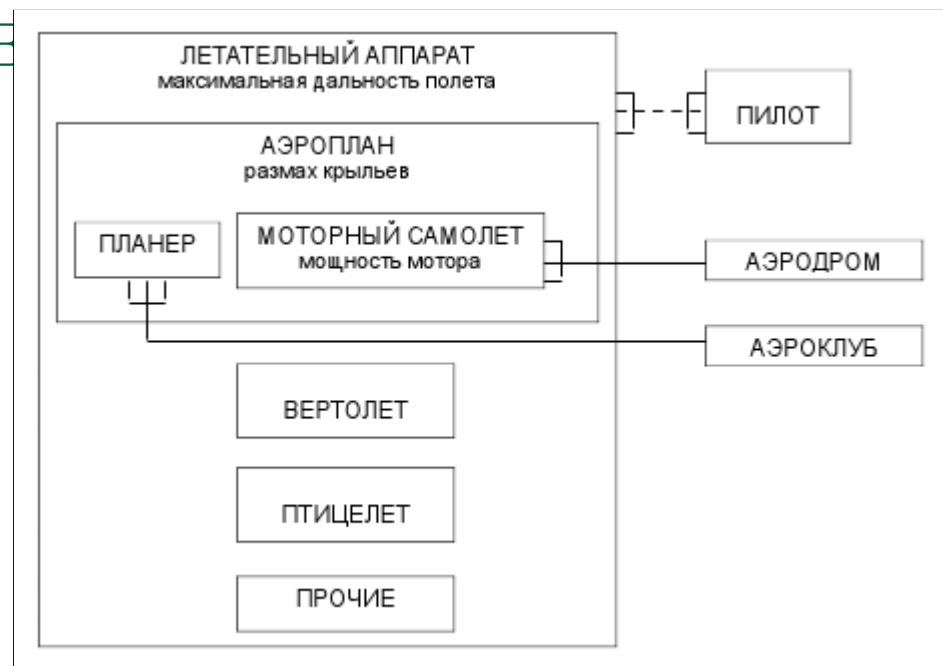 ЛЕТАТЕЛЬНЫЙ АППАРАТ
максимальная дальность полета
ПИЛОТ
АЭРОПЛАН
размах крыльев
ПЛАНЕР
МОТОРНЫЙ САМОЛЕТ
мощность мотора
АЭРОДРОМ
АЭРОКЛУБ
ВЕРТОЛЕТ
ПТИЦЕЛЕТ
ПРОЧИЕ